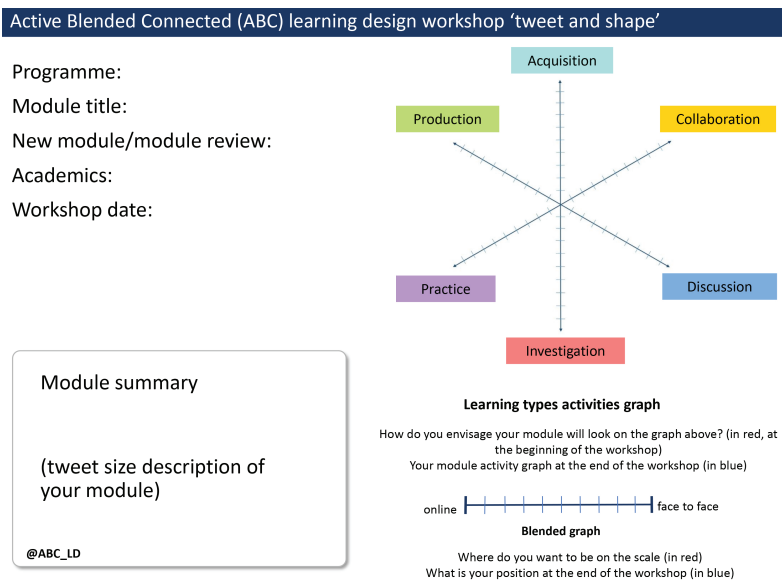 Active Blended Connected (ABC) learning design workshop ‘tweet and shape’
Programme:
Module title:
New module/module review:
Academics:
Workshop date:
Acquisition
Production
Collaboration
Practice
Discussion
Investigation
Module summary
(tweet size description of
your module)
@ABC_LD
Learning types activities graph
How do you envisage your module will look on the graph above? (in red, at
the beginning of the workshop)
Your module activity graph at the end of the workshop (in blue)
online
face to face
Blended graph
Where do you want to be on the scale (in red)
What is your position at the end of the workshop (in blue)